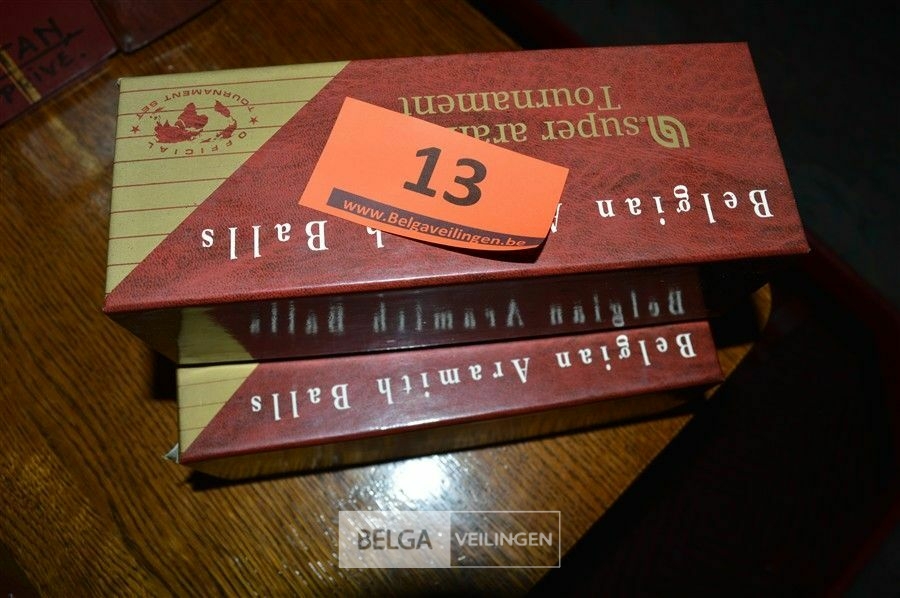 TAN
.super aramith
Tournament
OFFICIAL
TOURNAMENT SET
13
www.Belgaveilingen.be
Belgian A h Balls
Belgian Aramith Balls
Belgian Aramith Balls
BELGA VEILINGEN